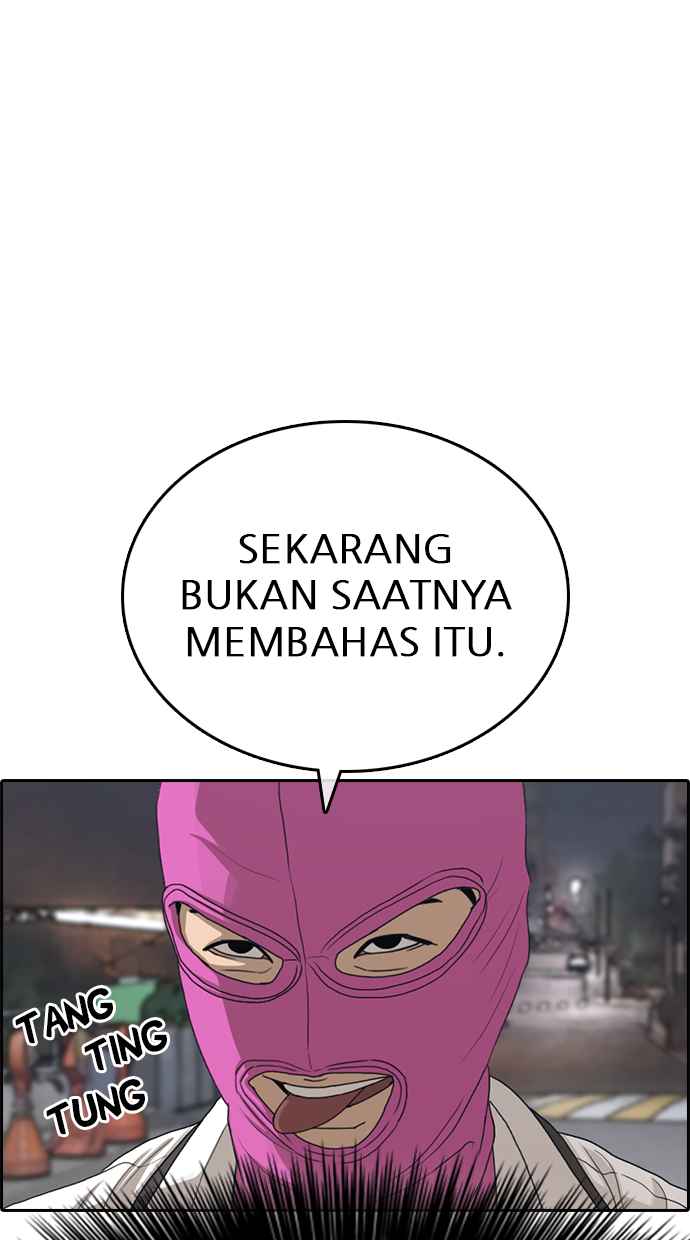 SEKARANG
BUKAN SAATNYA
MEMBAHAS ITU.
TANG
TING
TUNG